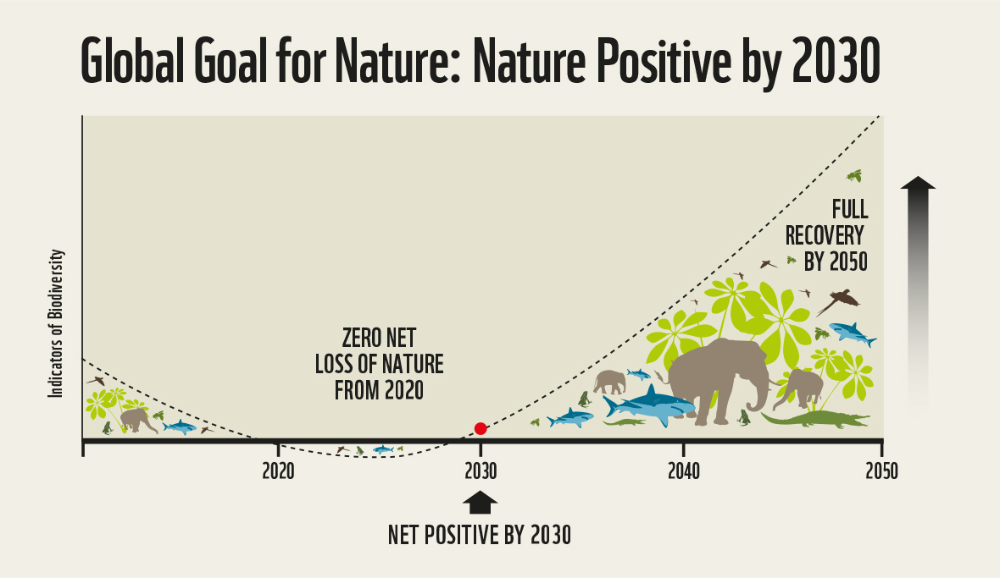 Global Goal for Nature: Nature Positive by 2030
Indicators of Biodiversity
ZERO NET
LOSS OF NATURE
FROM 2020
FULL
RECOVERY
BY 2050
2020
2030
2040
2050
NET POSITIVE BY 2030